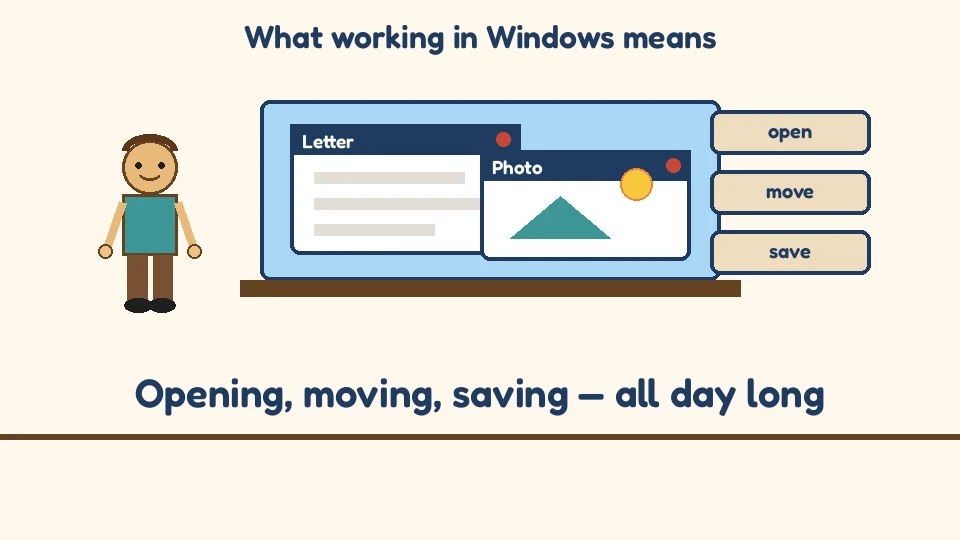 What working in Windows means
Letter
Photo
open
move
save
Opening, moving, saving — all day long